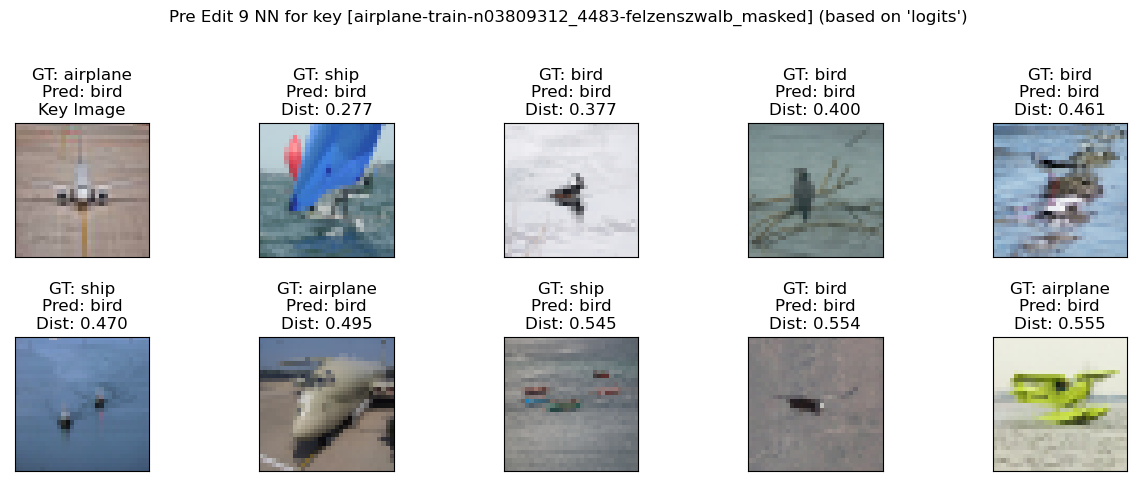 Pre Edit 9 NN for key [airplane-train-n03809312_4483-felzenszwalb_masked] (based on 'logits')
GT: airplane
Pred: bird
Key Image
GT: ship
Pred: bird
Dist: 0.277
GT: bird
Pred: bird
Dist: 0.377
GT: bird
Pred: bird
Dist: 0.400
GT: bird
Pred: bird
Dist: 0.461
GT: ship
Pred: bird
Dist: 0.470
GT: airplane
Pred: bird
Dist: 0.495
GT: ship
Pred: bird
Dist: 0.545
GT: bird
Pred: bird
Dist: 0.554
GT: airplane
Pred: bird
Dist: 0.555